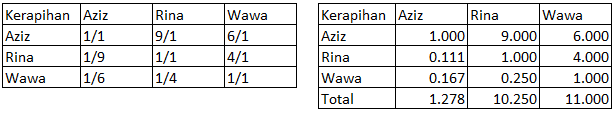 Kerapihan Aziz Rina Wawa
Aziz 1/1 9/1 6/1
Rina 1/9 1/1 4/1
Wawa 1/6 1/4 1/1
Kerapihan Aziz Rina Wawa
Aziz 1.000 9.000 6.000
Rina 0.111 1.000 4.000
Wawa 0.167 0.250 1.000
Total 1.278 10.250 11.000